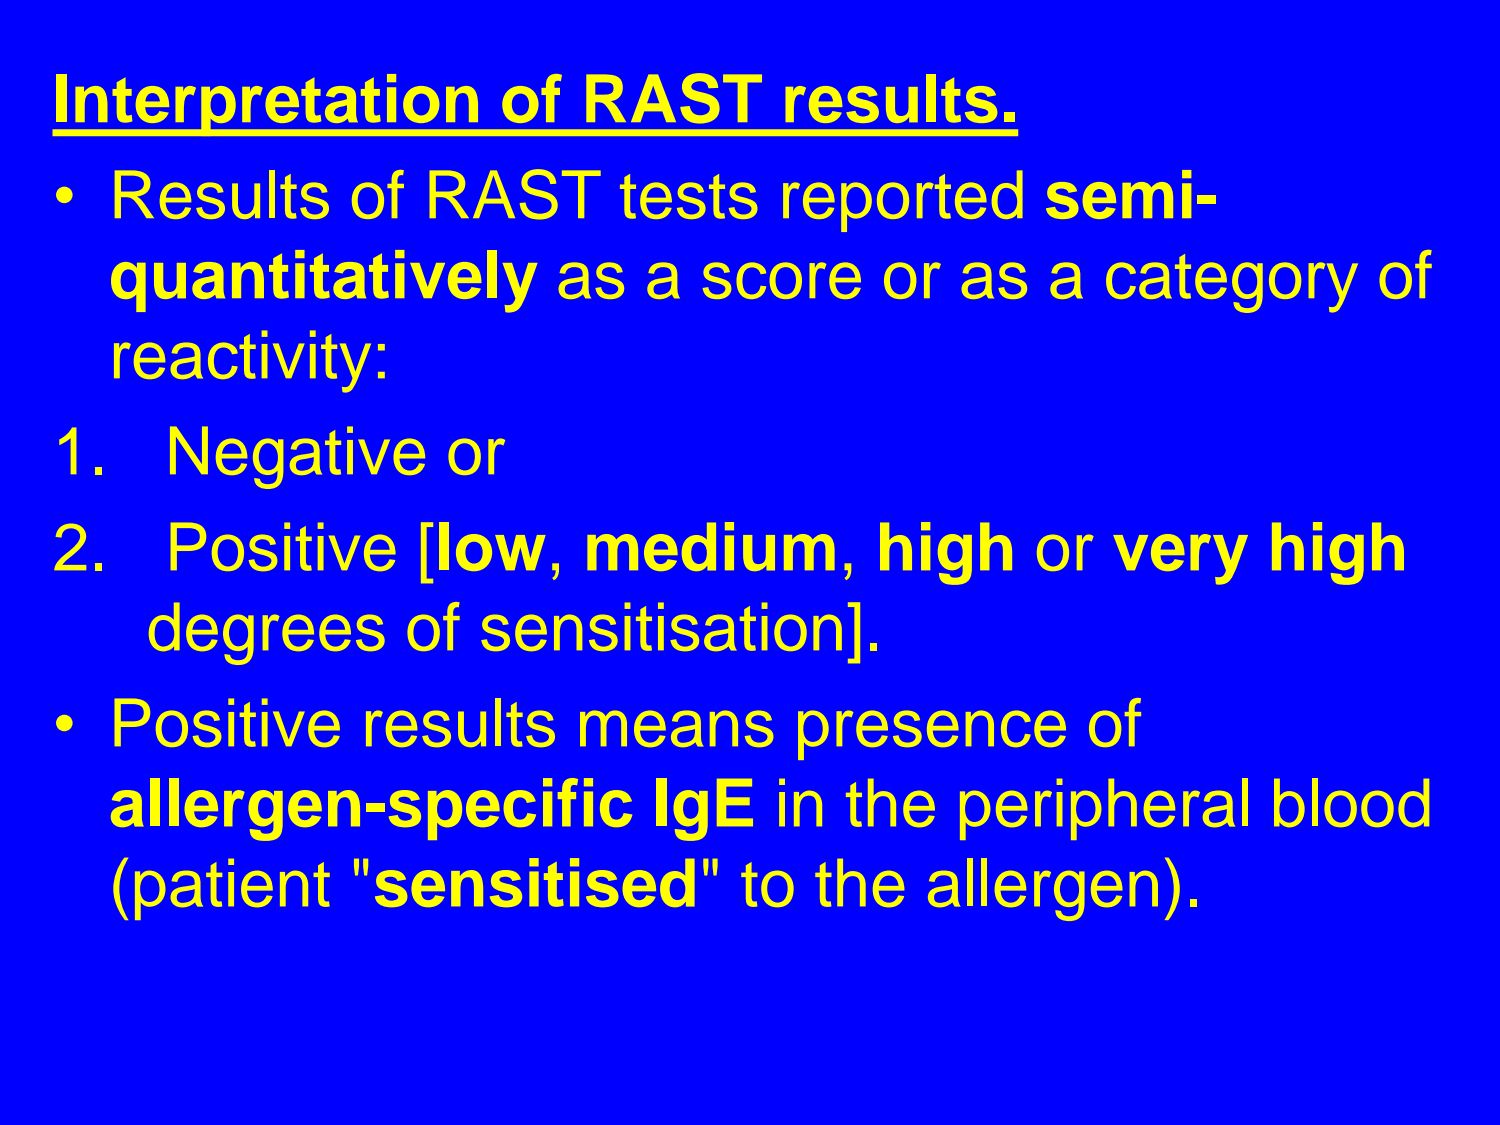 Interpretation of RAST results.
• Results of RAST tests reported semi-
quantitatively as a score or as a category of
reactivity:
1. Negative or
2. Positive [low, medium, high or very high
degrees of sensitisation].
• Positive results means presence of
allergen-specific IgE in the peripheral blood
(patient "sensitised" to the allergen).